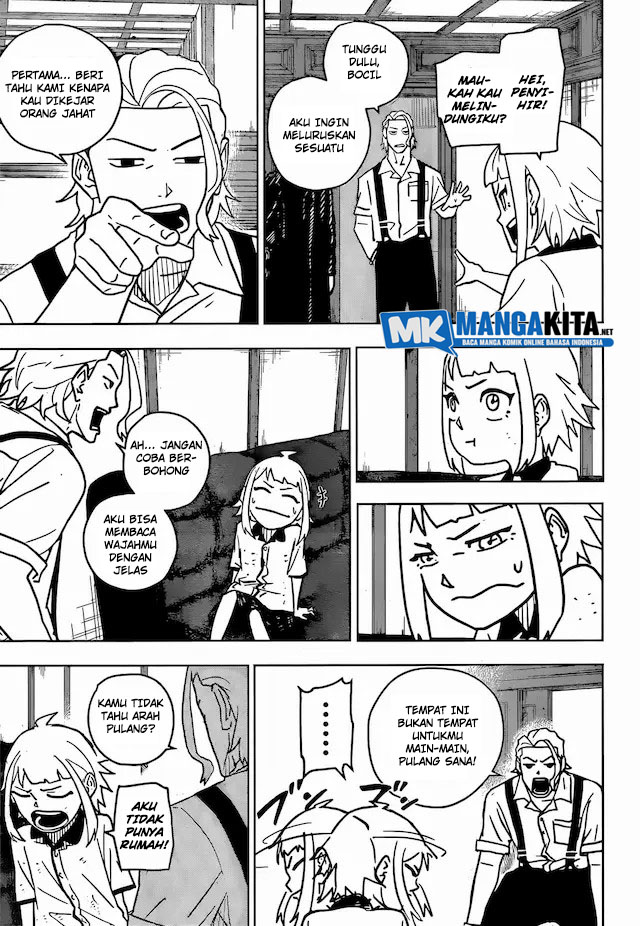 HEI,
PENYI-
HIR!
MAU-
KAH KAU
MELIN-
DUNGIKU?
TUNGGU
DULU,
BOCIL
AKU INGIN
MELURUSKAN
SESUATU
PERTAMA... BERI
TAHU KAMI KENAPA
KAU DIKEJAR
ORANG JAHAT
MK MANGAKITA.NET
BACA MANGA KOMIK ONLINE BAHASA INDONESIA
AH... JANGAN
COBA BER-
BOHONG
AKU BISA
MEMBACA
WAJAHMU
DENGAN
JELAS
TEMPAT INI
BUKAN TEMPAT
UNTUKMU
MAIN-MAIN,
PULANG SANA!
KAMU TIDAK
TAHU ARAH
PULANG?
AKU
TIDAK
PUNYA
RUMAH!